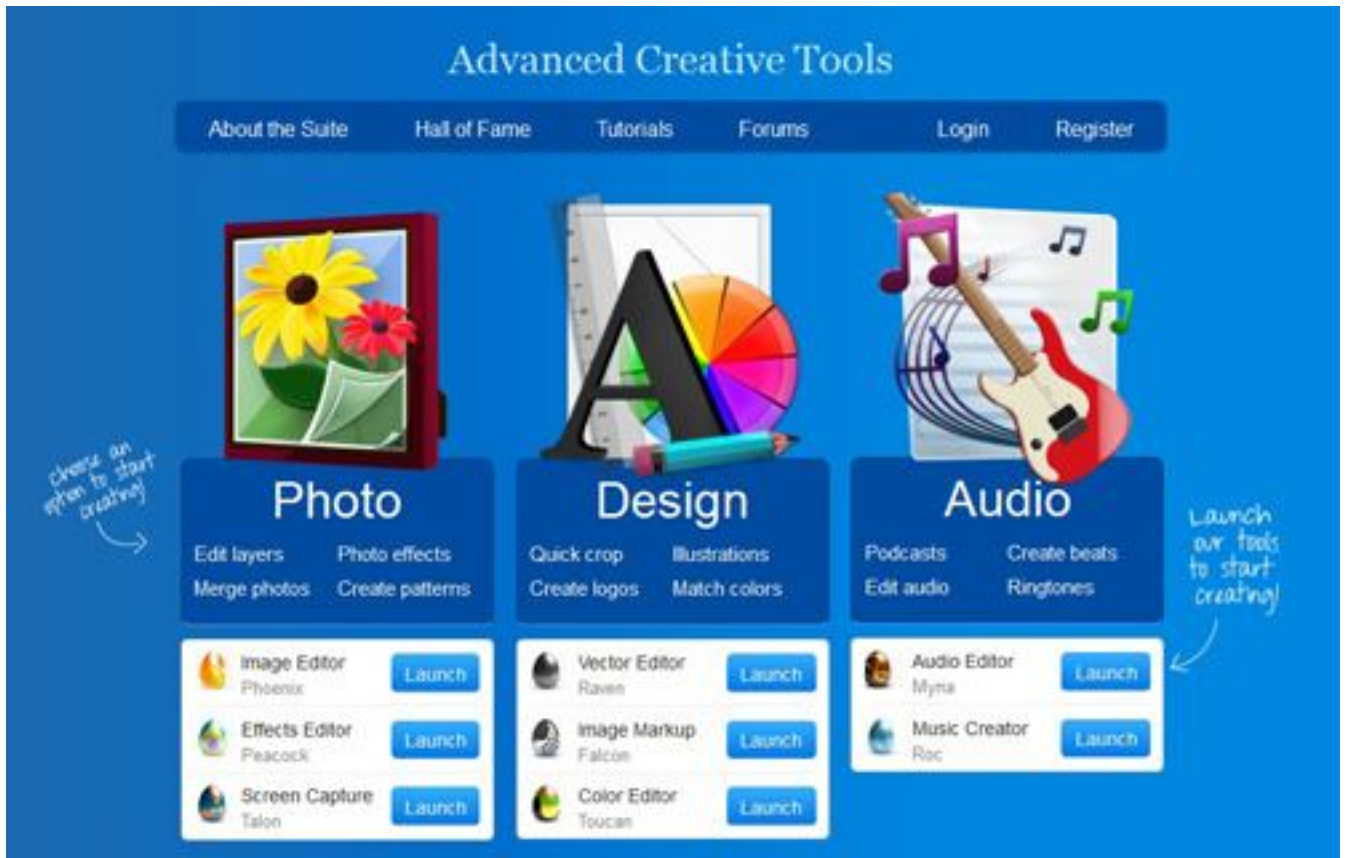 Advanced Creative Tools
About the Suite Hall of Fame Tutorials Forums Login Register
choose an
option to start
creating!
Photo
Edit layers Photo effects
Merge photos Create patterns
Image Editor
Phoenix
Launch
Effects Editor
Peacock
Launch
Screen Capture
Talon
Launch
Design
Quick crop Illustrations
Create logos Match colors
Vector Editor
Raven
Launch
Image Markup
Falcon
Launch
Color Editor
Toucan
Launch
Audio
Podcasts Create beats
Edit audio Ringtones
Audio Editor
Myna
Launch
Music Creator
Roc
Launch
Launch
our tools
to start
creating!